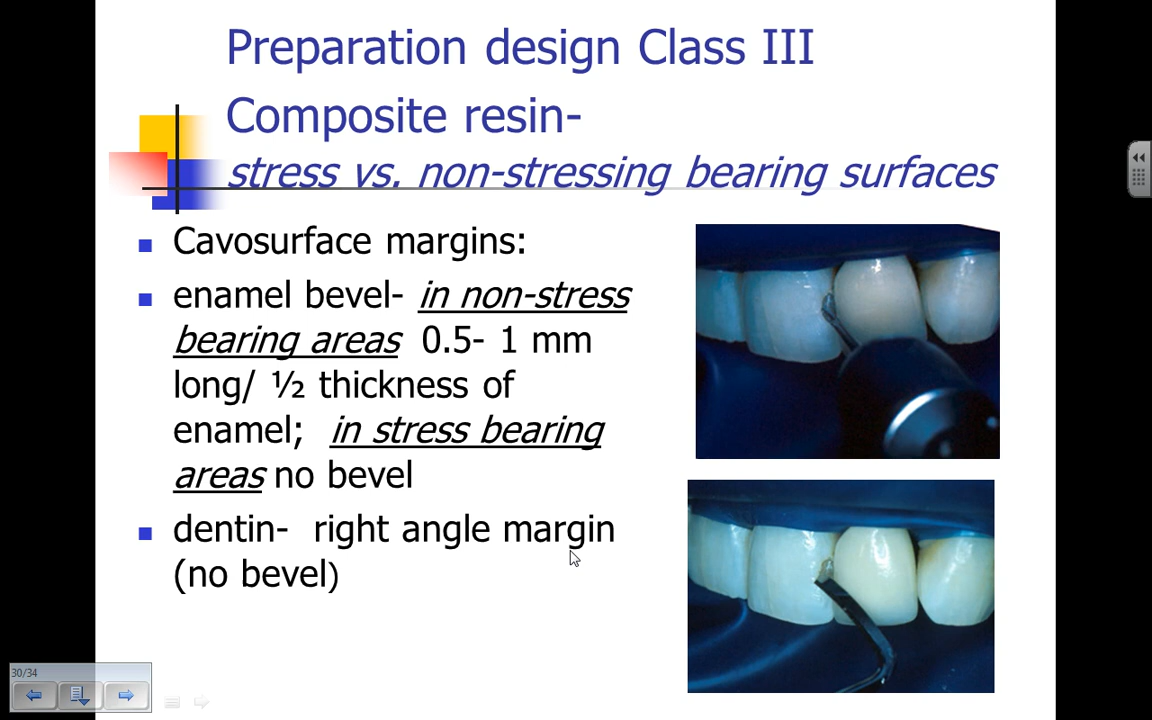 Preparation design Class III
Composite resin-
stress vs. non-stressing bearing surfaces
Cavosurface margins:
enamel bevel- in non-stress
bearing areas 0.5- 1 mm
long/ ½ thickness of
enamel; in stress bearing
areas no bevel
dentin- right angle margin
(no bevel)
30/34